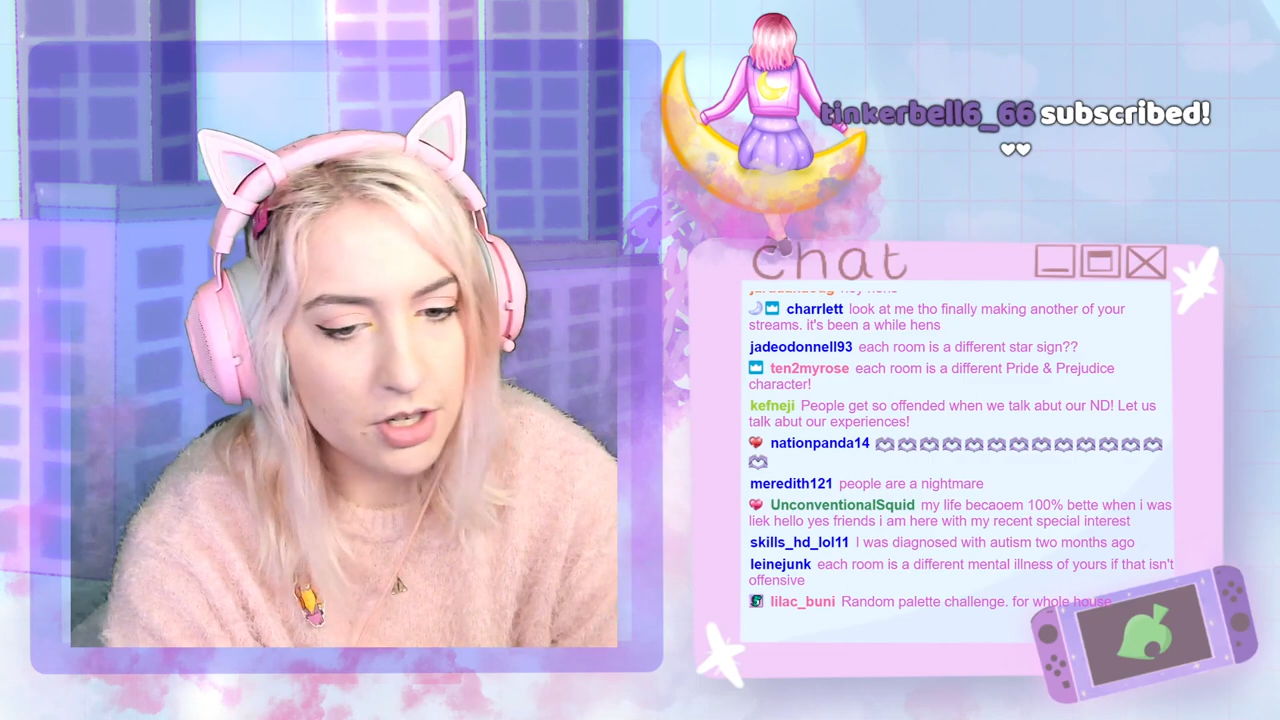 tinkerbell6_66 subscribed!
chat
charrlett look at me tho finally making another of your
streams. it's been a while hens
jadeodonnell93 each room is a different star sign??
ten2myrose each room is a different Pride & Prejudice
character!
kefneji People get so offended when we talk abut our ND! Let us
talk abut our experiences!
nationpanda14
meredith121 people are a nightmare
UnconventionalSquid my life becaoem 100% bette when i was
liek hello yes friends i am here with my recent special interest
skills_hd_lol11 I was diagnosed with autism two months ago
leinejunk each room is a different mental illness of yours if that isn't
offensive
lilac_buni Random palette challenge. for whole house